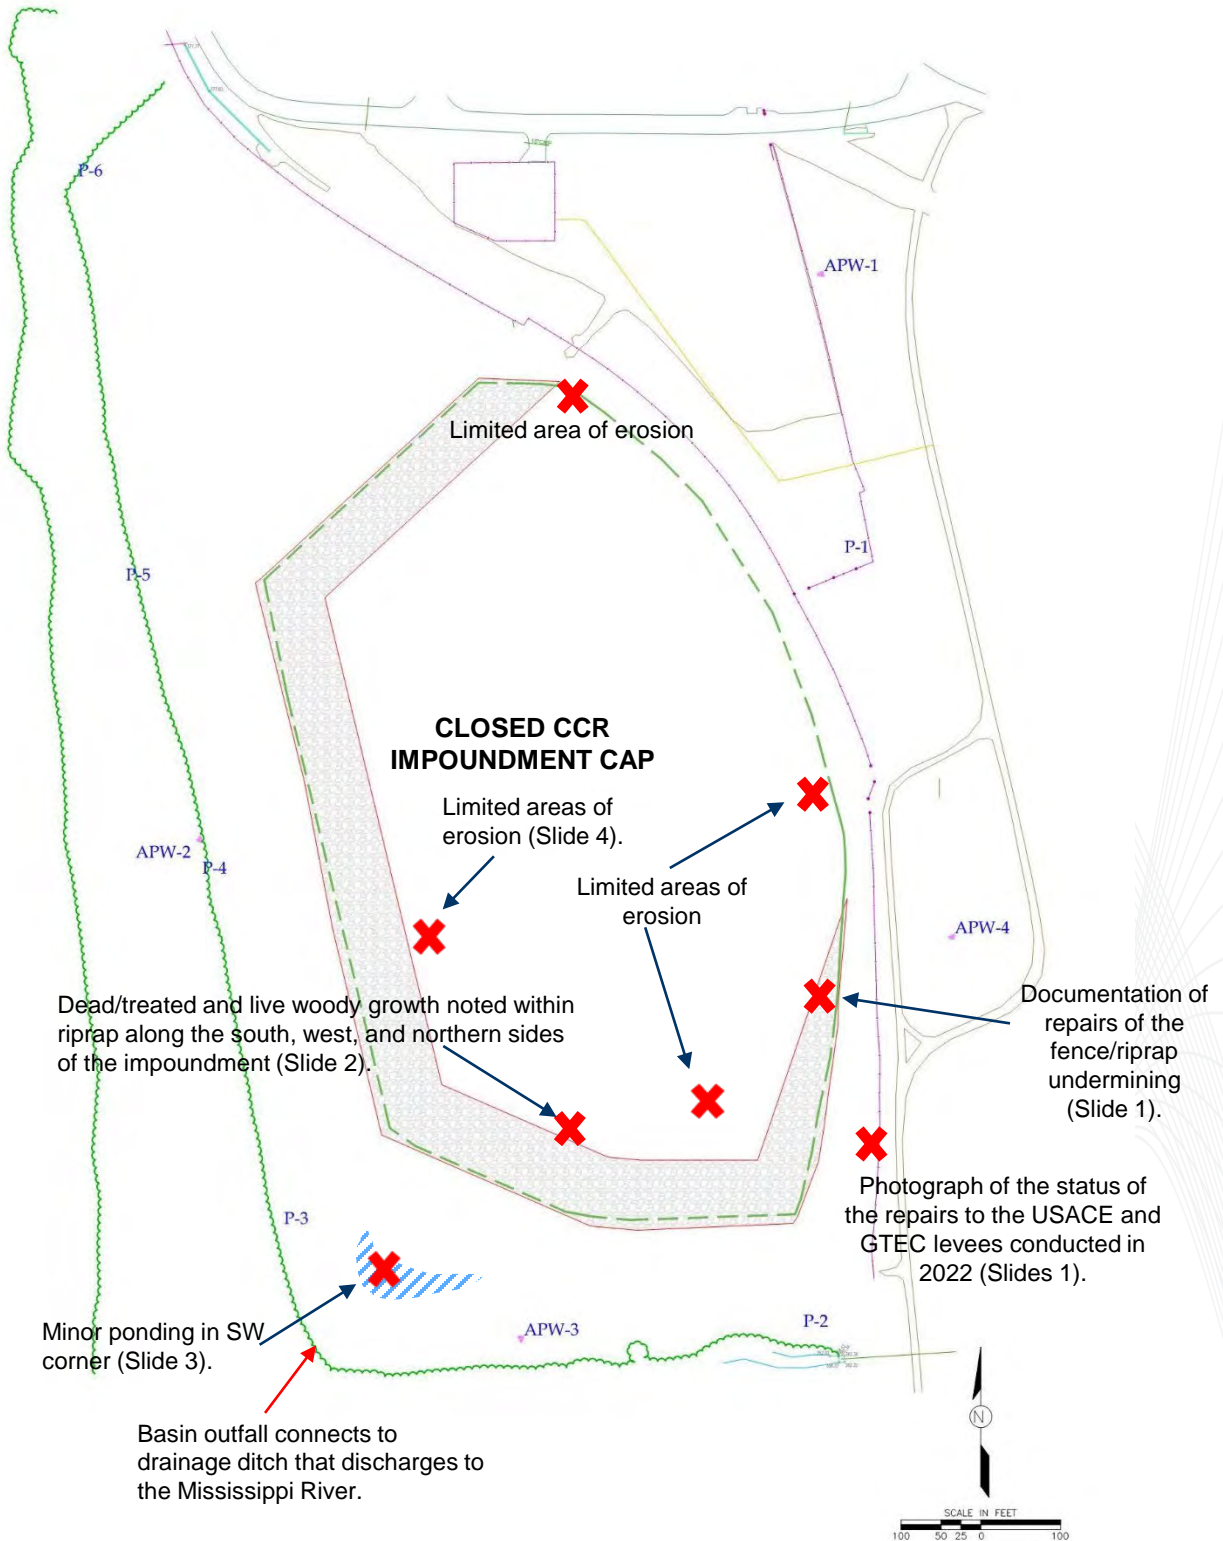 P-6
APW-1
Limited area of erosion
P-1
P-5
CLOSED CCR
IMPOUNDMENT CAP
Limited areas of
erosion (Slide 4).
APW-2
P-4
Limited areas of
erosion
APW-4
Dead/treated and live woody growth noted within
riprap along the south, west, and northern sides
of the impoundment (Slide 2).
Documentation of
repairs of the
fence/riprap
undermining
(Slide 1).
Photograph of the status of
the repairs to the USACE and
GTEC levees conducted in
2022 (Slides 1).
P-3
Minor ponding in SW
corner (Slide 3).
APW-3
P-2
Basin outfall connects to
drainage ditch that discharges to
the Mississippi River.
N
SCALE IN FEET
100 50 25 0 100